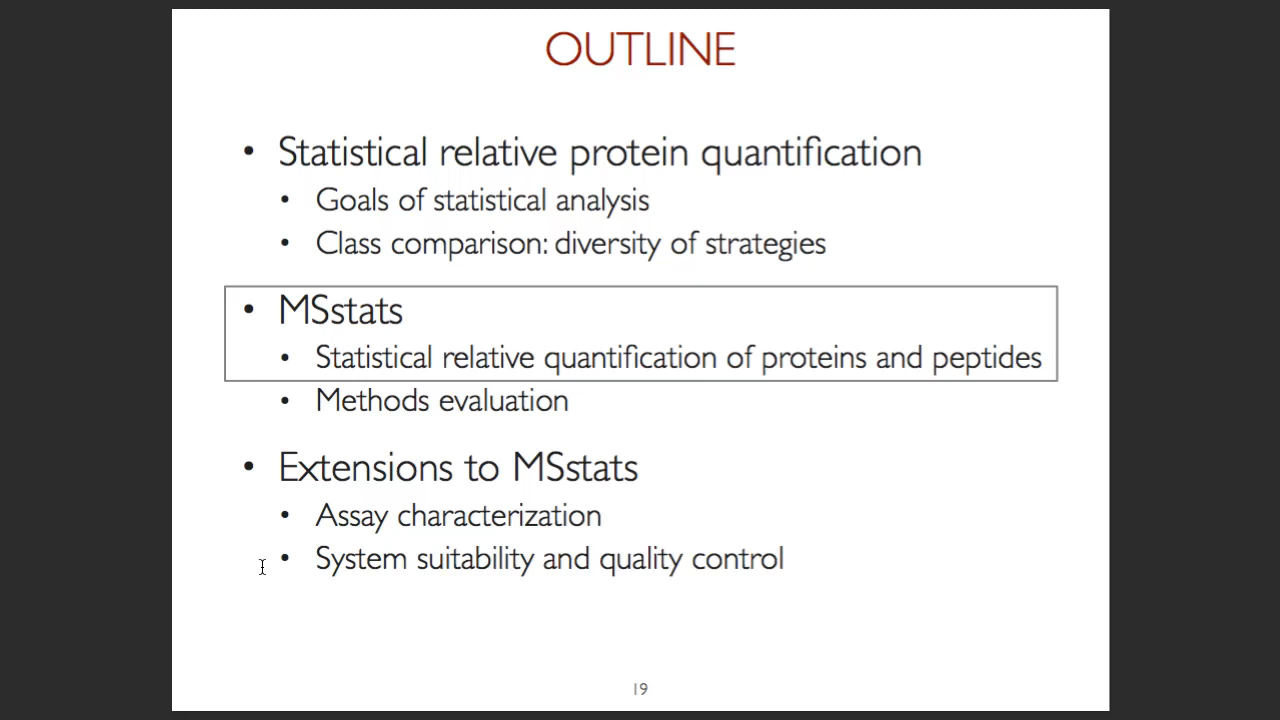 OUTLINE
• Statistical relative protein quantification
• Goals of statistical analysis
• Class comparison: diversity of strategies
• MSstats
• Statistical relative quantification of proteins and peptides
• Methods evaluation
• Extensions to MSstats
• Assay characterization
• System suitability and quality control
19